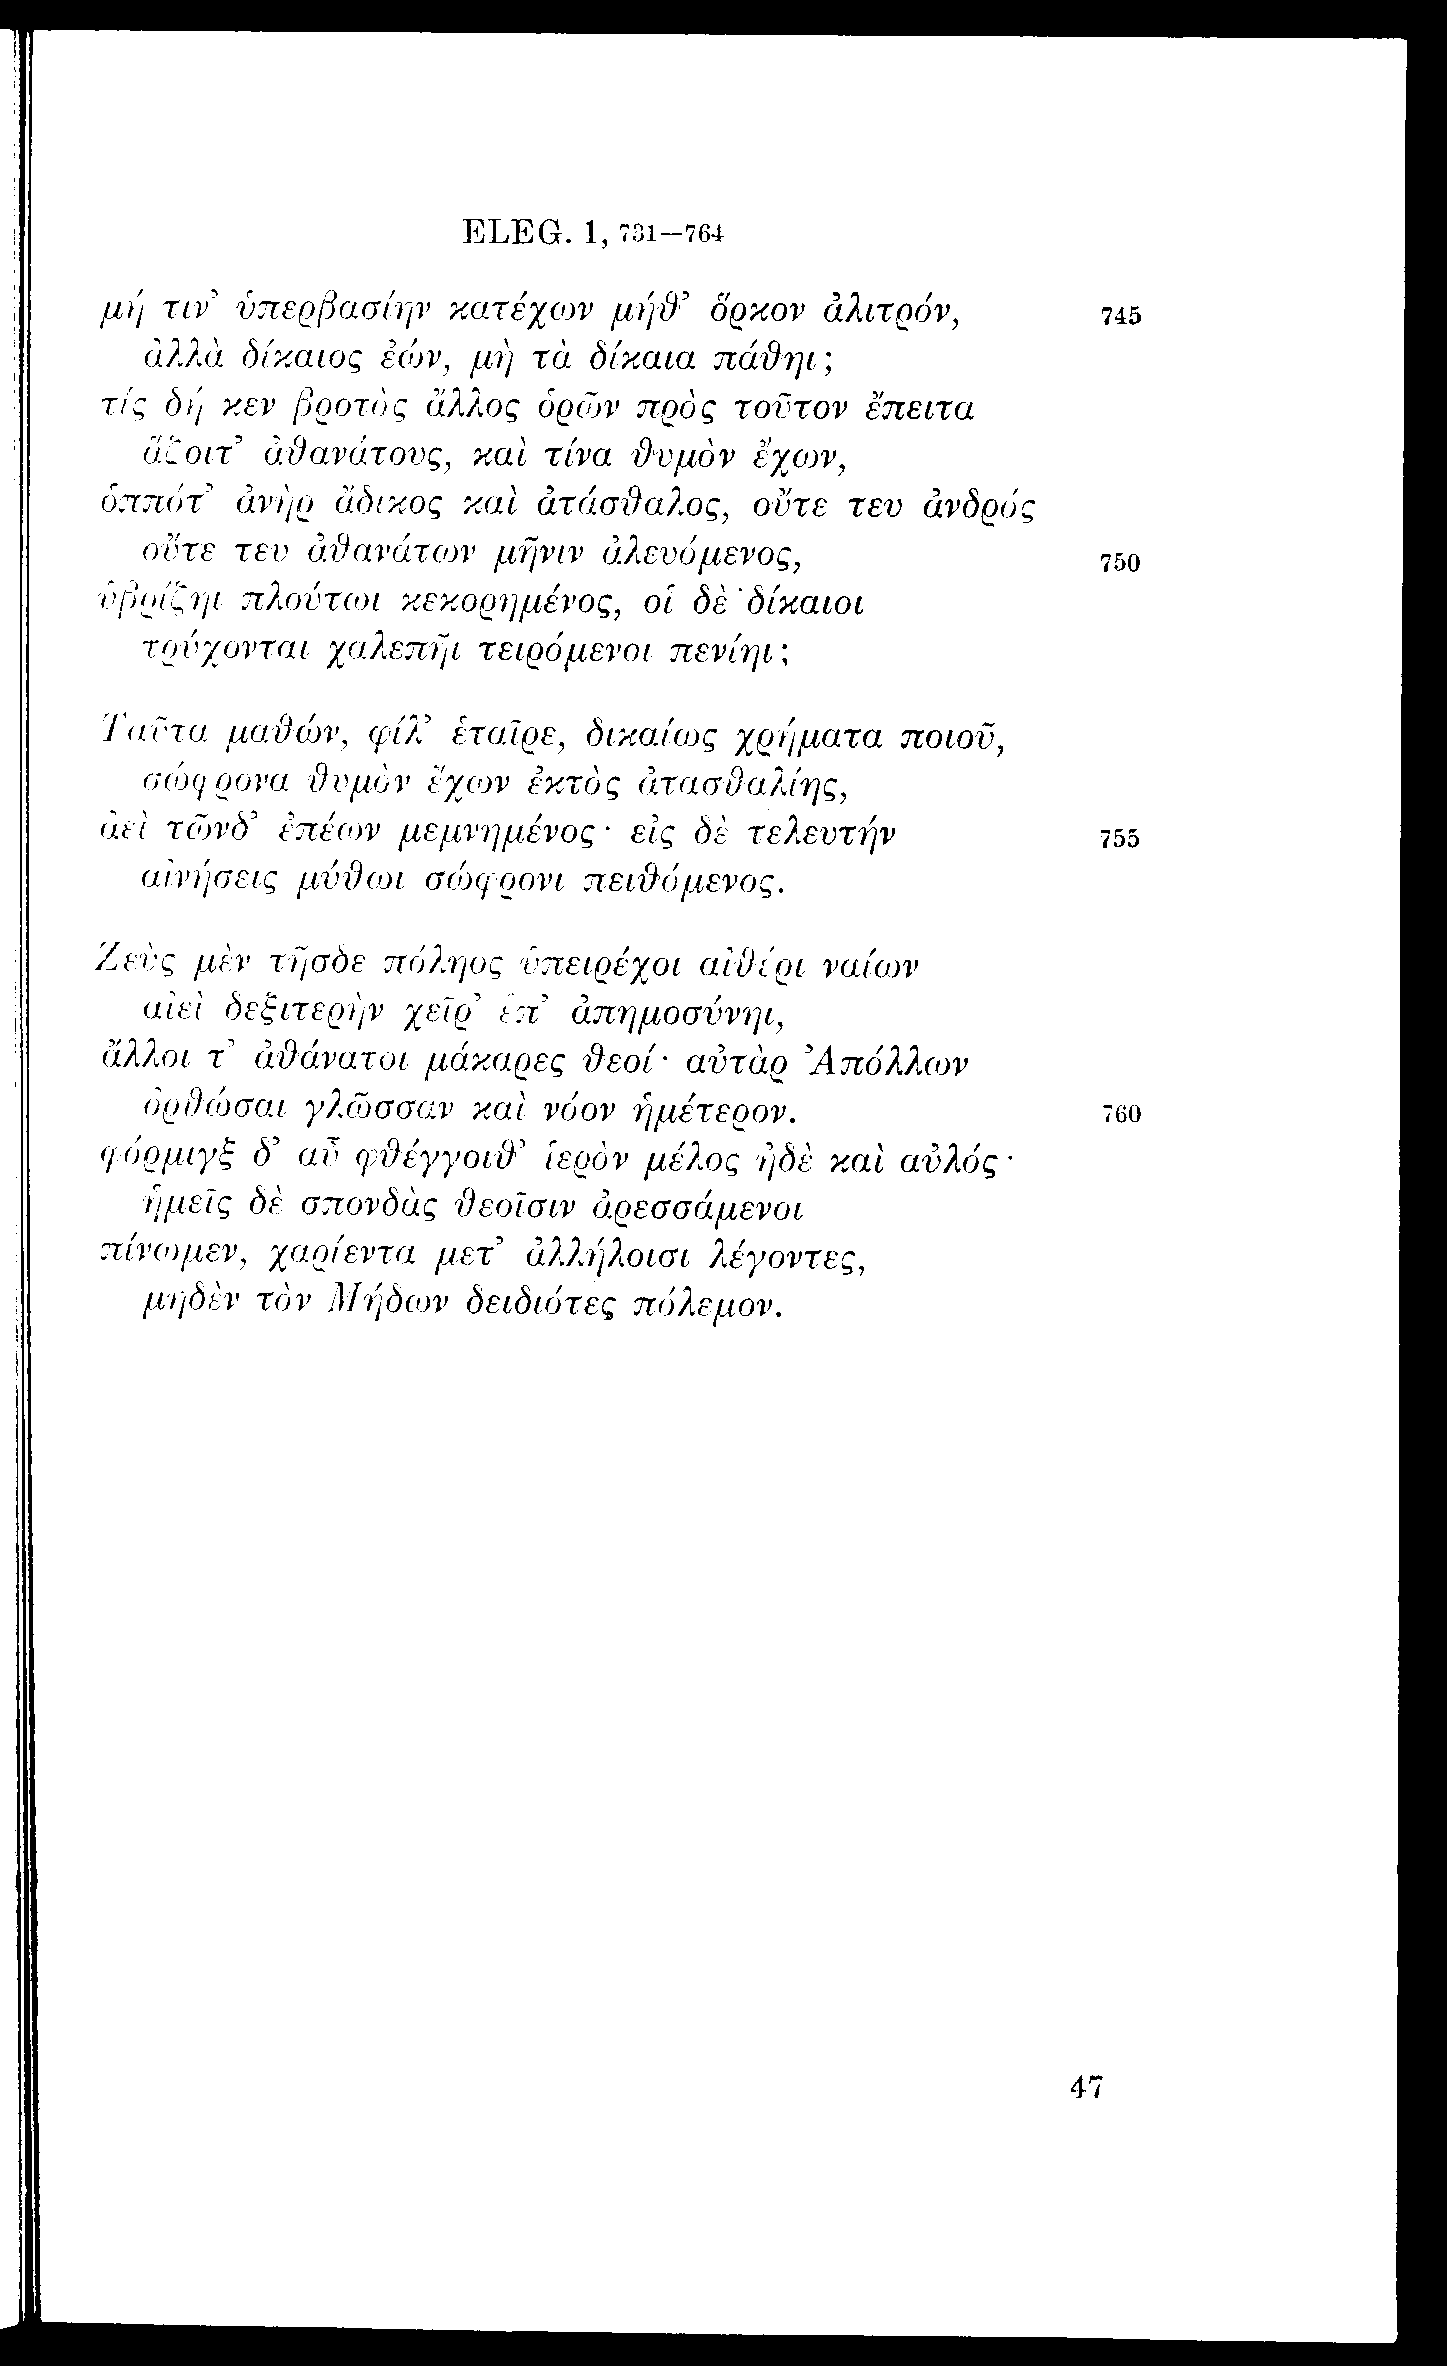 ELEG. 1, 731—764
μή τιν’ ὑπερβασίην κατέχων μήθ’ ὅρκον ἀλιτρόν, 745
ἀλλὰ δίκαιος ἐών, μὴ τὰ δίκαια πάθηι;
τίς δή κεν βροτὸς ἄλλος ὁρῶν πρὸς τοῦτον ἔπειτα
ἅζοιτ’ ἀθανάτους, καὶ τίνα θυμὸν ἔχων,
ὁππότ’ ἀνὴρ ἄδικος καὶ ἀτάσθαλος, οὔτε τευ ἀνδρός
οὔτε τευ ἀθανάτων μῆνιν ἀλευόμενος, 750
ὑβρίζηι πλούτωι κεκορημένος, οἱ δὲ δίκαιοι
τρύχονται χαλεπῆι τειρόμενοι πενίηι;
Ταῦτα μαθών, φίλ’ ἑταῖρε, δικαίως χρήματα ποιοῦ,
σώφρονα θυμὸν ἔχων ἐκτὸς ἀτασθαλίης,
ἀεὶ τῶνδ’ ἐπέων μεμνημένος· εἰς δὲ τελευτήν 755
αἰνήσεις μύθωι σώφρονι πειθόμενος.
Ζεὺς μὲν τῆσδε πόληος ὑπειρέχοι αἰθέρι ναίων
αἰεὶ δεξιτερὴν χεῖρ’ ἐπ’ ἀπημοσύνηι,
ἄλλοι τ’ ἀθάνατοι μάκαρες θεοί· αὐτὰρ Ἀπόλλων
ὀρθώσαι γλῶσσαν καὶ νόον ἡμέτερον. 760
φόρμιγξ δ’ αὖ φθέγγοιθ’ ἱερὸν μέλος ἠδὲ καὶ αὐλός·
ἡμεῖς δὲ σπονδὰς θεοῖσιν ἀρεσσάμενοι
πίνωμεν, χαρίεντα μετ’ ἀλλήλοισι λέγοντες,
μηδὲν τὸν Μήδων δειδιότες πόλεμον.
47